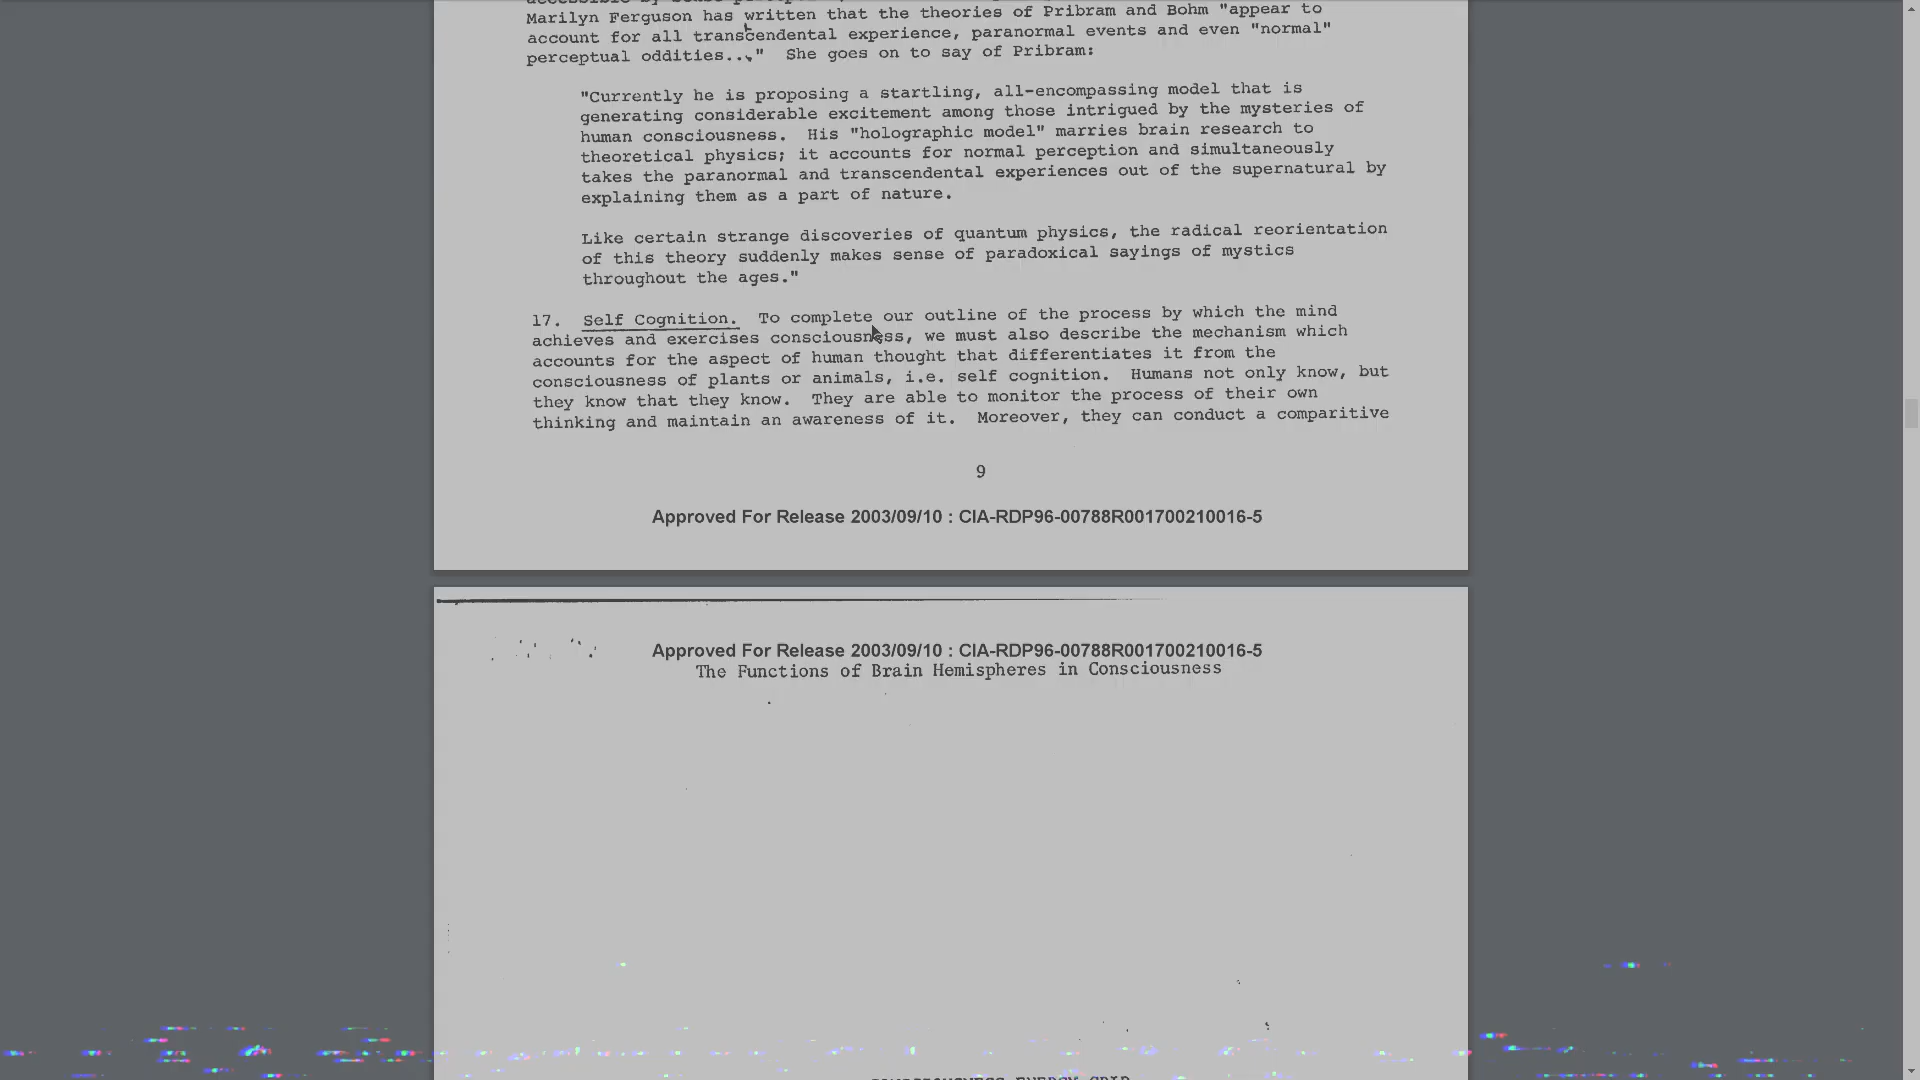 Marilyn Ferguson has written that the theories of Pribram and Bohm "appear to
account for all transcendental experience, paranormal events and even "normal"
perceptual oddities..." She goes on to say of Pribram:
"Currently he is proposing a startling, all-encompassing model that is
generating considerable excitement among those intrigued by the mysteries of
human consciousness. His "holographic model" marries brain research to
theoretical physics; it accounts for normal perception and simultaneously
takes the paranormal and transcendental experiences out of the supernatural by
explaining them as a part of nature.
Like certain strange discoveries of quantum physics, the radical reorientation
of this theory suddenly makes sense of paradoxical sayings of mystics
throughout the ages."
17. Self Cognition. To complete our outline of the process by which the mind
achieves and exercises consciousness, we must also describe the mechanism which
accounts for the aspect of human thought that differentiates it from the
consciousness of plants or animals, i.e. self cognition. Humans not only know, but
they know that they know. They are able to monitor the process of their own
thinking and maintain an awareness of it. Moreover, they can conduct a comparitive
9
Approved For Release 2003/09/10 : CIA-RDP96-00788R001700210016-5
Approved For Release 2003/09/10 : CIA-RDP96-00788R001700210016-5
The Functions of Brain Hemispheres in Consciousness